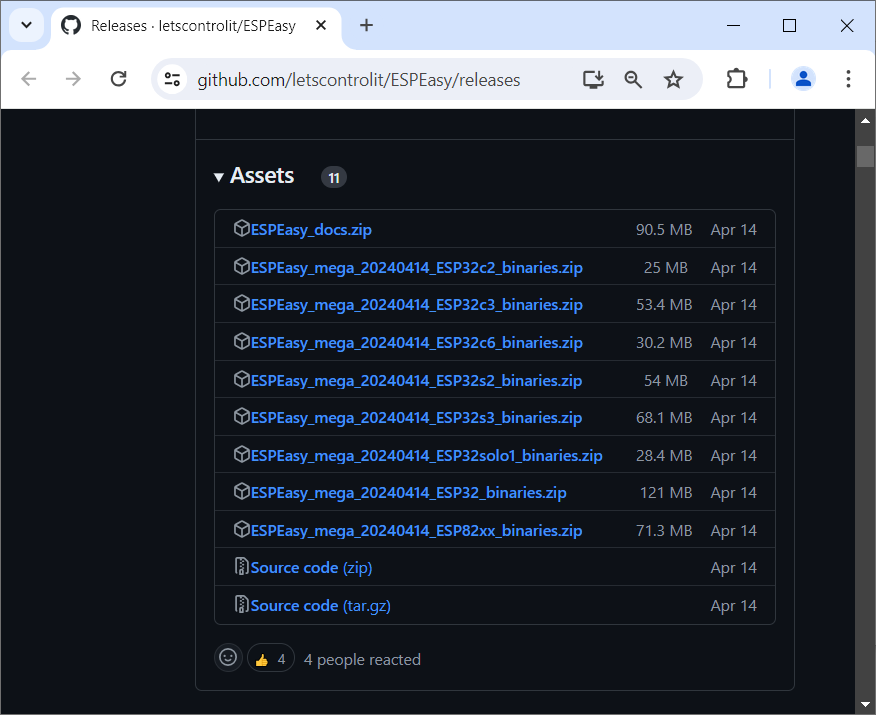 Releases · letscontrolit/ESPEasy
github.com/letscontrolit/ESPEasy/releases
Assets 11
ESPEasy_docs.zip 90.5 MB Apr 14
ESPEasy_mega_20240414_ESP32c2_binaries.zip 25 MB Apr 14
ESPEasy_mega_20240414_ESP32c3_binaries.zip 53.4 MB Apr 14
ESPEasy_mega_20240414_ESP32c6_binaries.zip 30.2 MB Apr 14
ESPEasy_mega_20240414_ESP32s2_binaries.zip 54 MB Apr 14
ESPEasy_mega_20240414_ESP32s3_binaries.zip 68.1 MB Apr 14
ESPEasy_mega_20240414_ESP32solo1_binaries.zip 28.4 MB Apr 14
ESPEasy_mega_20240414_ESP32_binaries.zip 121 MB Apr 14
ESPEasy_mega_20240414_ESP82xx_binaries.zip 71.3 MB Apr 14
Source code (zip) Apr 14
Source code (tar.gz) Apr 14
👍 4 4 people reacted